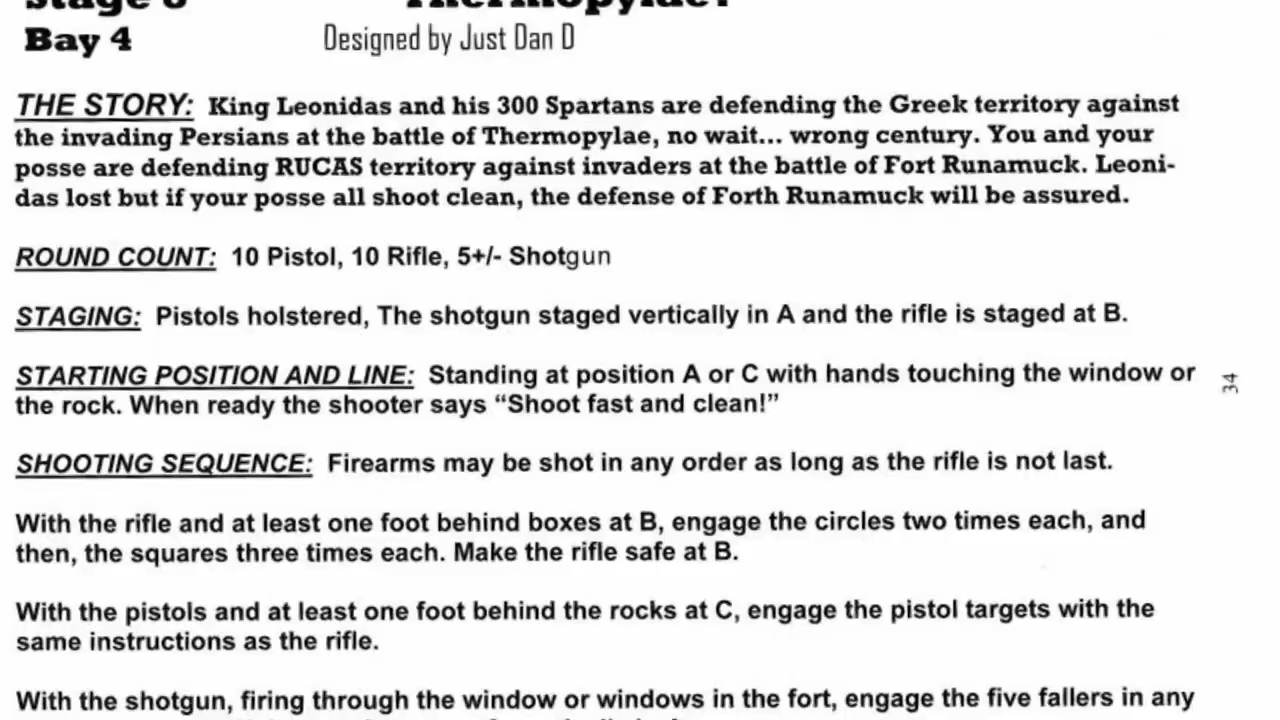 Stage 8
Thermopylae?
Bay 4
Designed by Just Dan D
THE STORY: King Leonidas and his 300 Spartans are defending the Greek territory against
the invading Persians at the battle of Thermopylae, no wait... wrong century. You and your
posse are defending RUCAS territory against invaders at the battle of Fort Runamuck. Leoni-
das lost but if your posse all shoot clean, the defense of Forth Runamuck will be assured.
ROUND COUNT: 10 Pistol, 10 Rifle, 5+/- Shotgun
STAGING: Pistols holstered, The shotgun staged vertically in A and the rifle is staged at B.
STARTING POSITION AND LINE: Standing at position A or C with hands touching the window or
the rock. When ready the shooter says “Shoot fast and clean!”
34
SHOOTING SEQUENCE: Firearms may be shot in any order as long as the rifle is not last.
With the rifle and at least one foot behind boxes at B, engage the circles two times each, and
then, the squares three times each. Make the rifle safe at B.
With the pistols and at least one foot behind the rocks at C, engage the pistol targets with the
same instructions as the rifle.
With the shotgun, firing through the window or windows in the fort, engage the five fallers in any